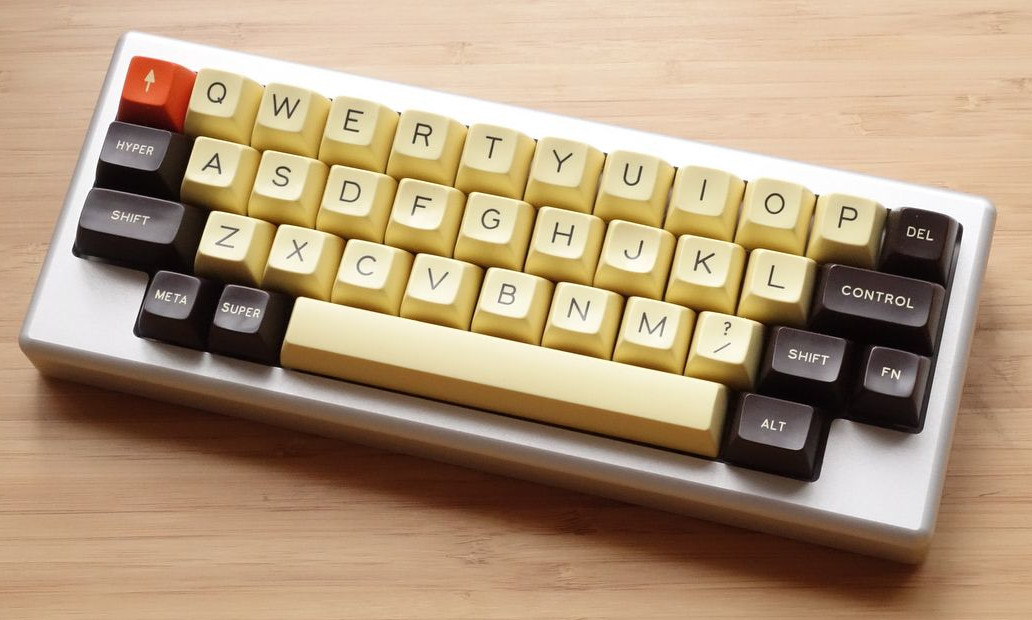 ↑ Q W E R T Y U I O P DEL
HYPER A S D F G H J K L CONTROL
SHIFT Z X C V B N M ? / SHIFT FN
META SUPER ALT